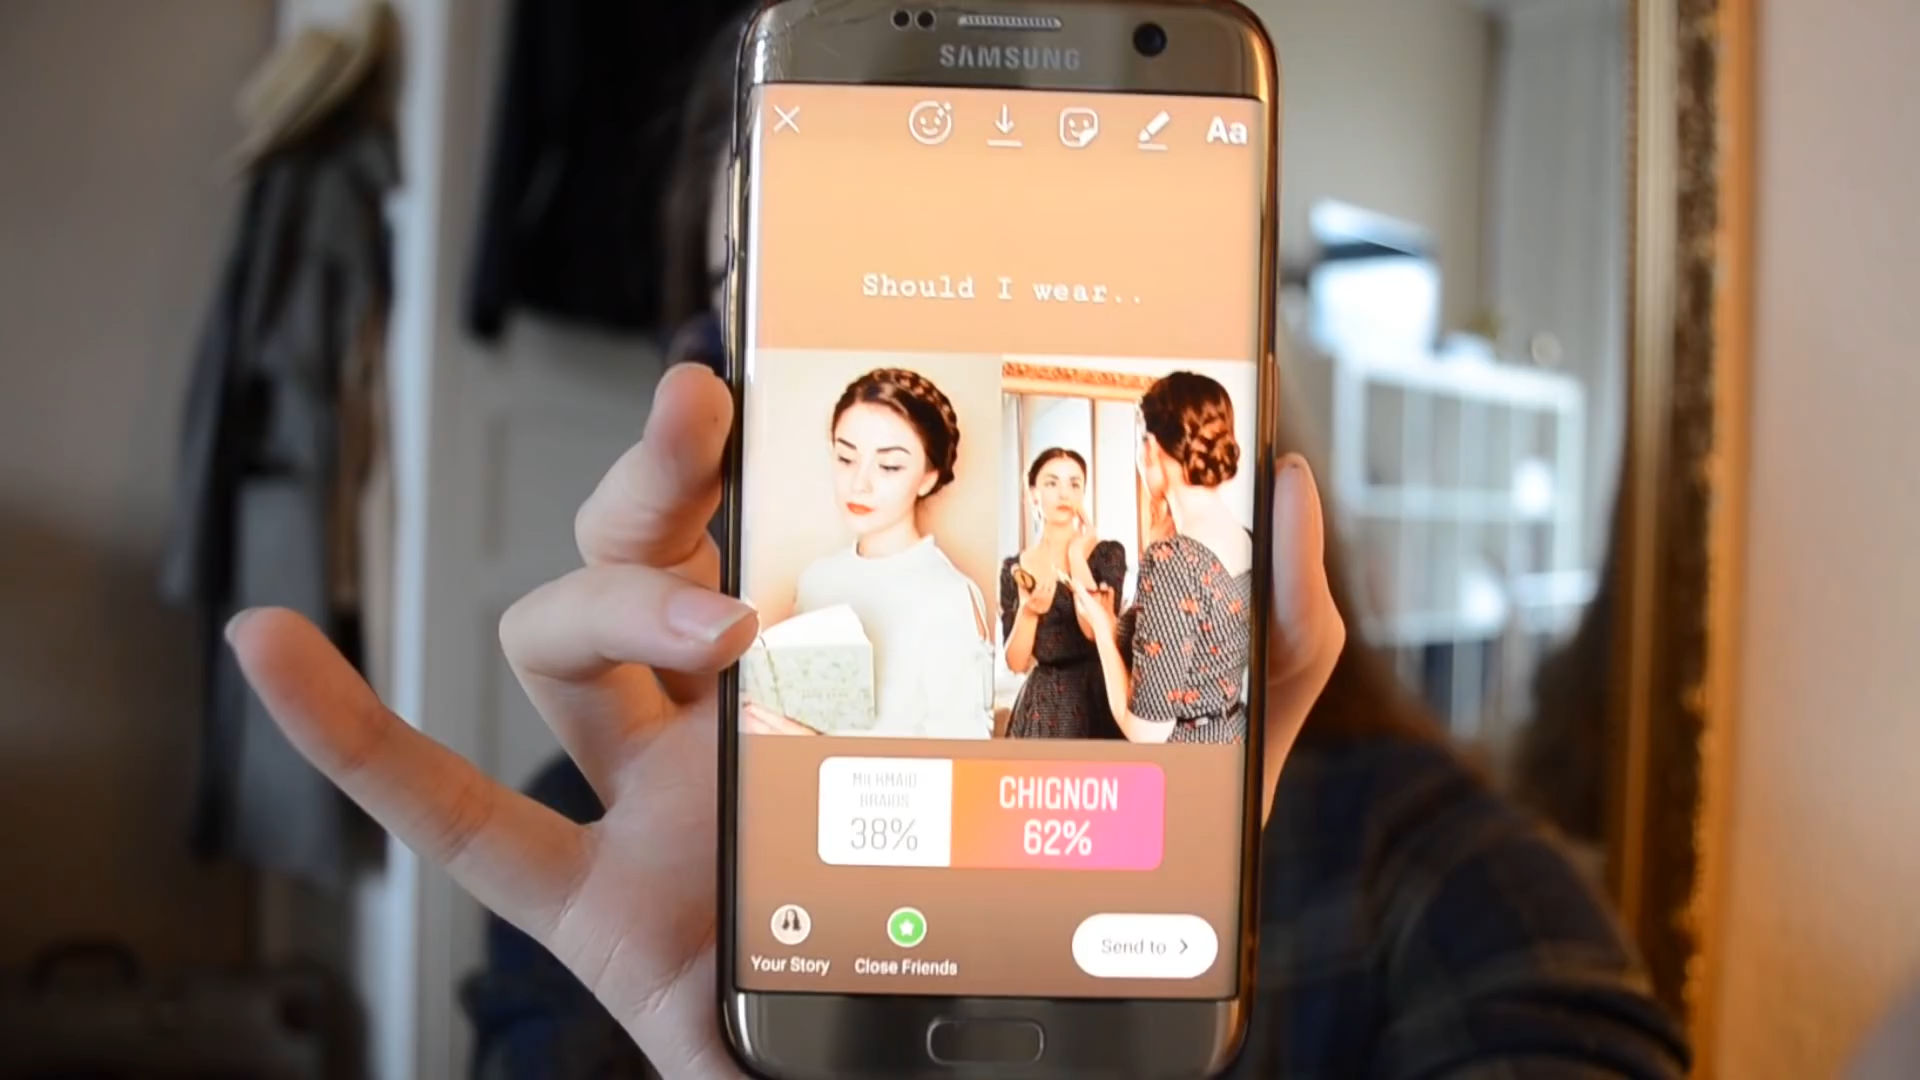 SAMSUNG
Aa
Should I wear..
MILKMAID
BRAIDS
38%
CHIGNON
62%
Your Story
Close Friends
Send to >